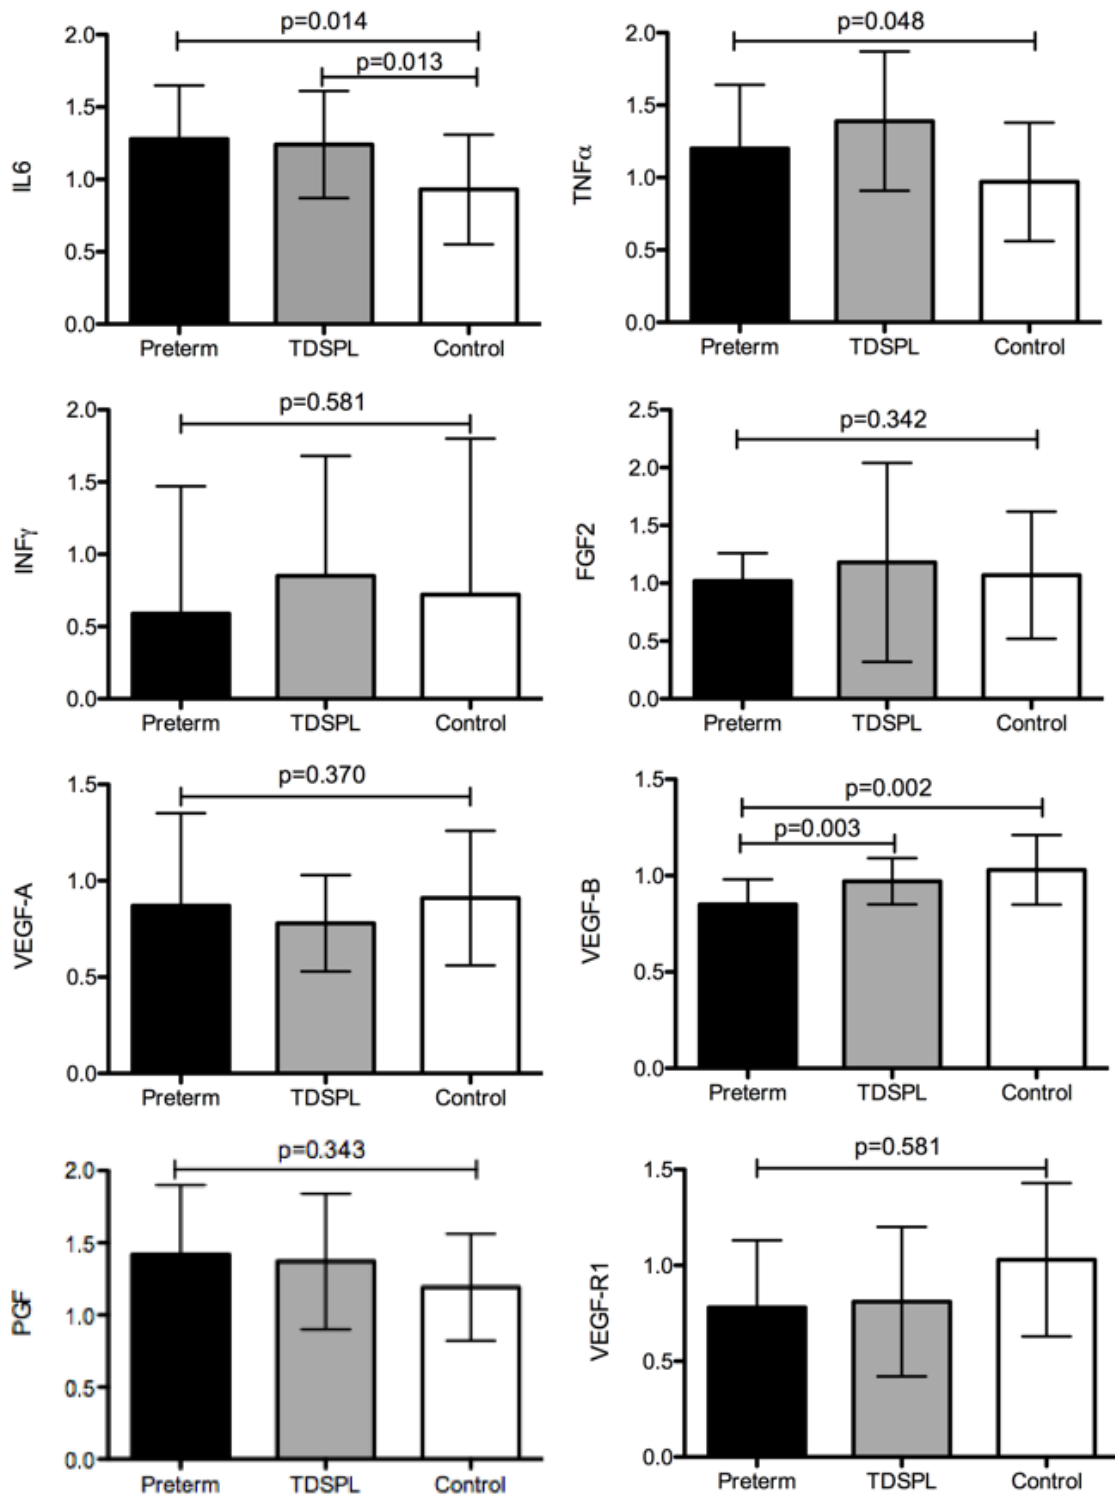 p=0.014
p=0.013
2.0
1.5
1.0
0.5
0.0
IL6
Preterm TDSPL Control
p=0.048
2.0
1.5
1.0
0.5
0.0
TNFα
Preterm TDSPL Control
p=0.581
2.0
1.5
1.0
0.5
0.0
INFγ
Preterm TDSPL Control
p=0.342
2.5
2.0
1.5
1.0
0.5
0.0
FGF2
Preterm TDSPL Control
p=0.370
1.5
1.0
0.5
0.0
VEGF-A
Preterm TDSPL Control
p=0.002
p=0.003
1.5
1.0
0.5
0.0
VEGF-B
Preterm TDSPL Control
p=0.343
2.0
1.5
1.0
0.5
0.0
PGF
Preterm TDSPL Control
p=0.581
1.5
1.0
0.5
0.0
VEGF-R1
Preterm TDSPL Control